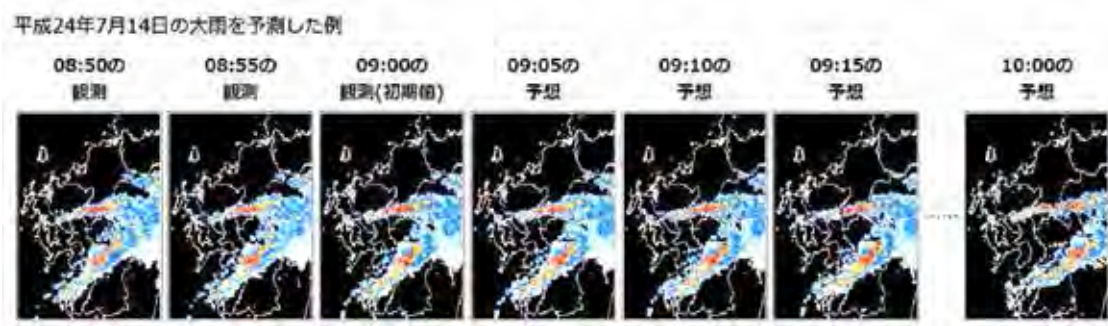 平成24年7月14日の大雨を予測した例
08:50の
観測
08:55の
観測
09:00の
観測(初期値)
09:05の
予想
09:10の
予想
09:15の
予想
10:00の
予想